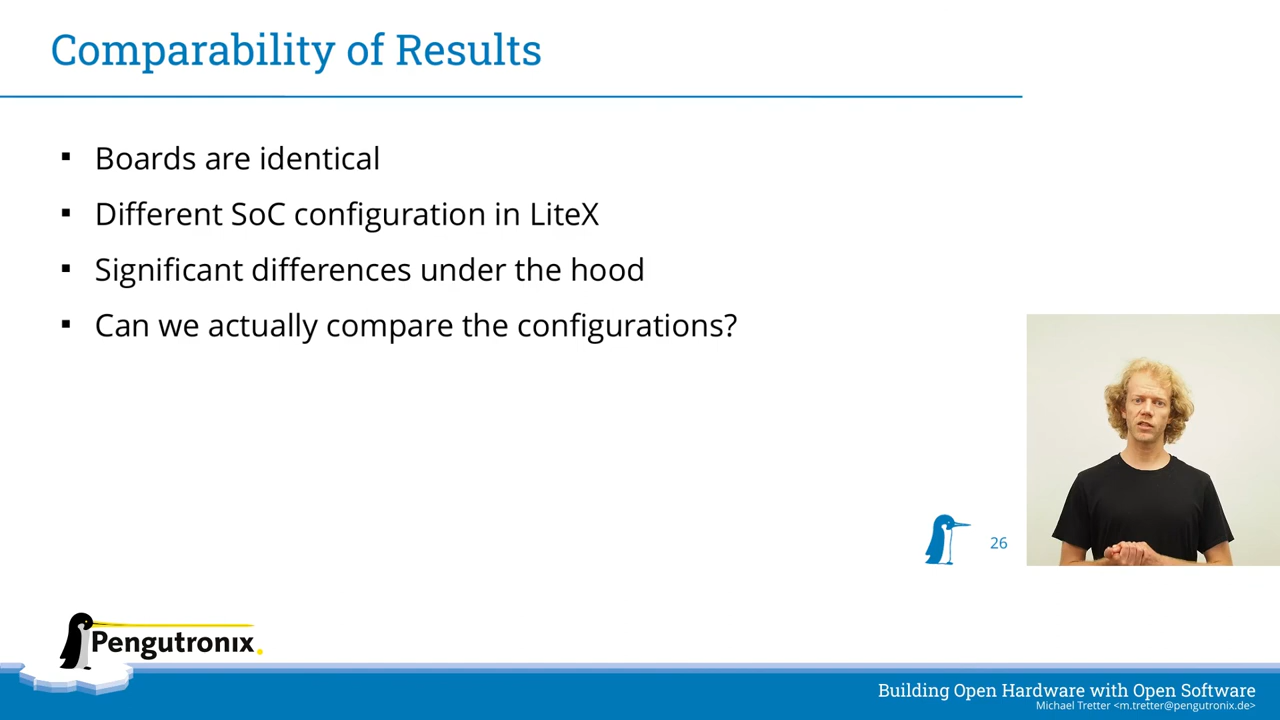 Comparability of Results
Boards are identical
Different SoC configuration in LiteX
Significant differences under the hood
Can we actually compare the configurations?
26
Pengutronix.
Building Open Hardware with Open Software
Michael Tretter <m.tretter@pengutronix.de>